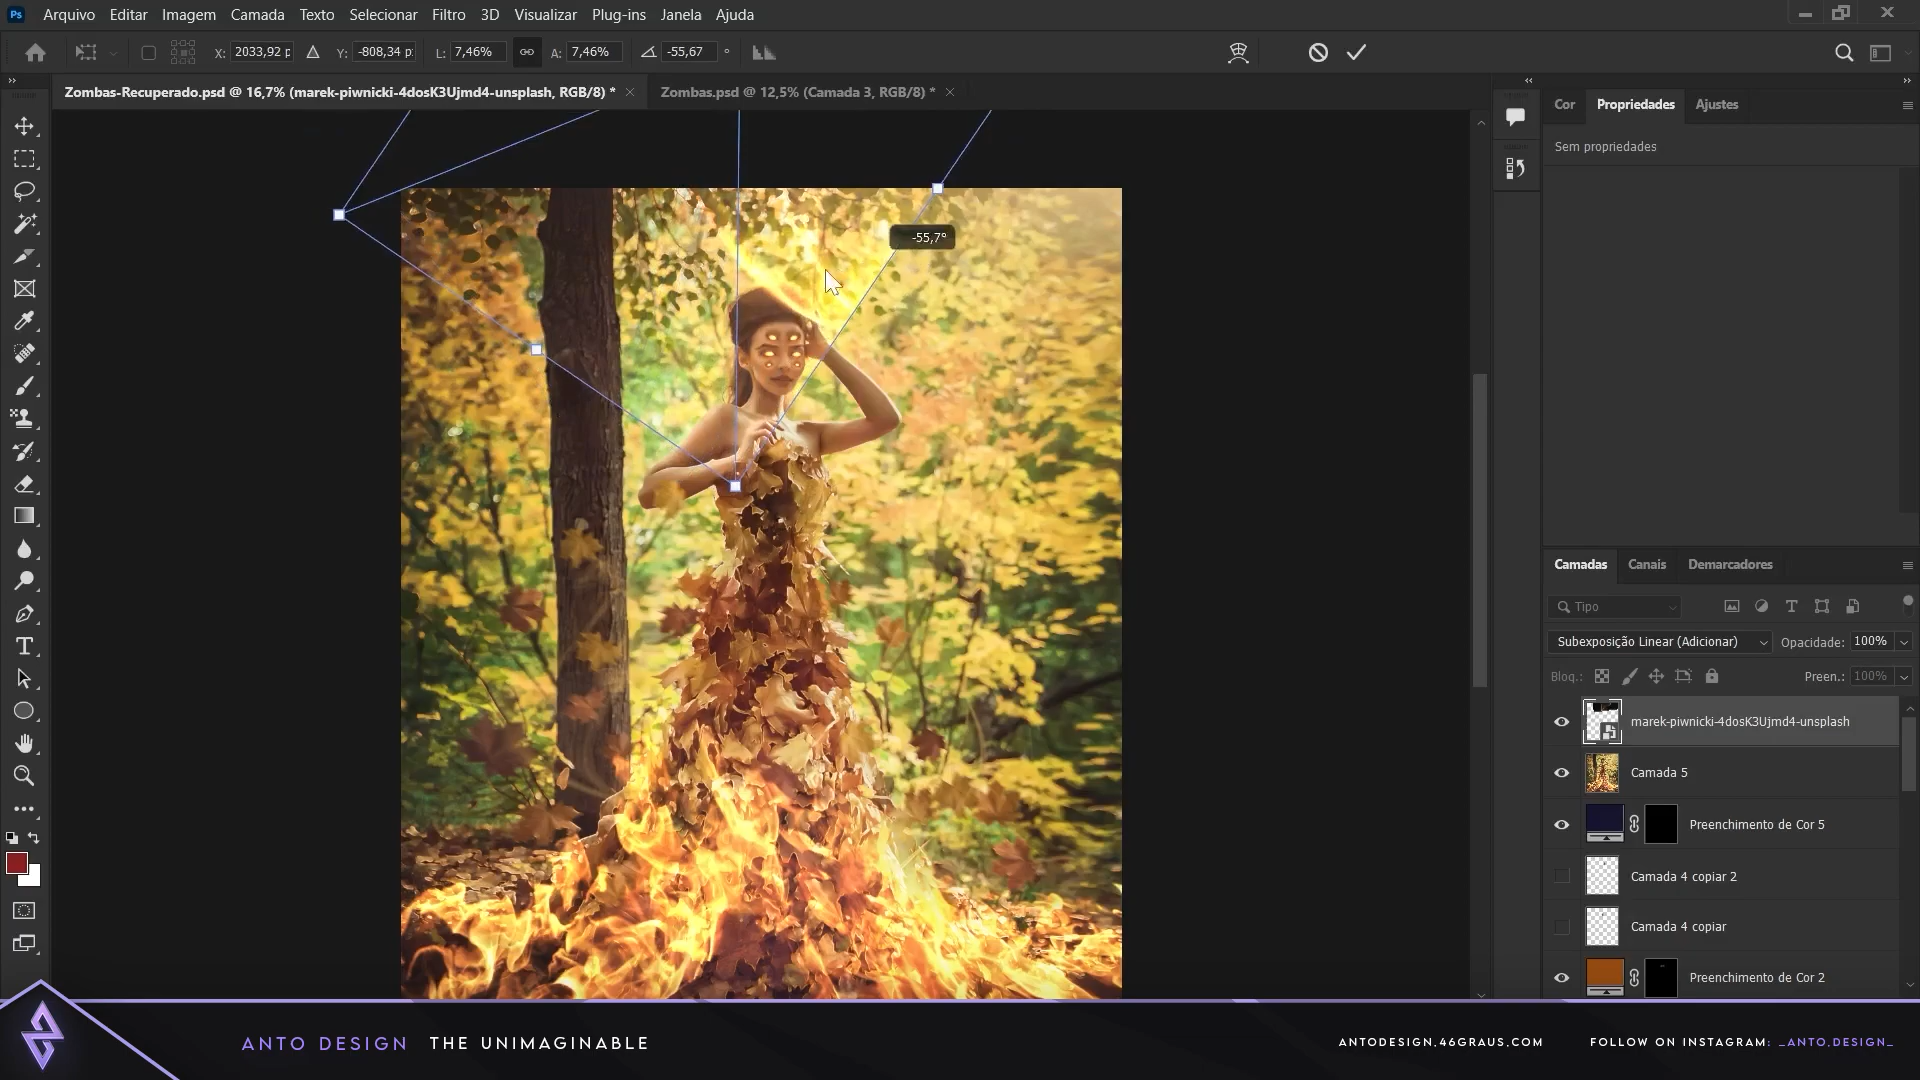 Ps Arquivo Editar Imagem Camada Texto Selecionar Filtro 3D Visualizar Plug-ins Janela Ajuda
X: 2033,92 p Y: -808,34 p: L: 7,46% A: 7,46% -55,67 °
Zombas-Recuperado.psd @ 16,7% (marek-piwnicki-4dosK3Ujmd4-unsplash, RGB/8) * Zombas.psd @ 12,5% (Camada 3, RGB/8) *
Cor Propriedades Ajustes
Sem propriedades
-55,7°
Camadas Canais Demarcadores
Tipo
Subexposição Linear (Adicionar) Opacidade: 100%
Bloq.: Preen.: 100%
marek-piwnicki-4dosK3Ujmd4-unsplash
Camada 5
Preenchimento de Cor 5
Camada 4 copiar 2
Camada 4 copiar
Preenchimento de Cor 2
ANTO DESIGN THE UNIMAGINABLE
ANTODESIGN.46GRAUS.COM FOLLOW ON INSTAGRAM: _ANTO.DESIGN_